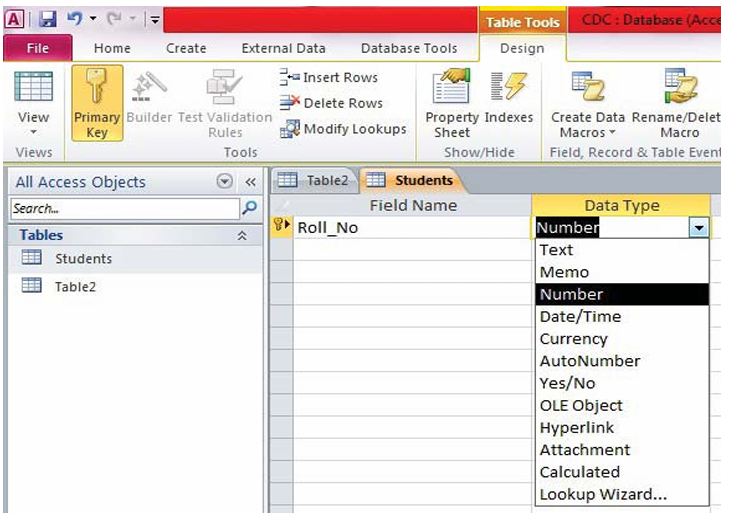 A
Table Tools
CDC : Database (Acce
File
Home
Create
External Data
Database Tools
Design
View
Primary
Key
Builder
Test Validation
Rules
Insert Rows
Delete Rows
Modify Lookups
Property
Sheet
Indexes
Create Data
Macros
Rename/Delet
Macro
Views
Tools
Show/Hide
Field, Record & Table Even
All Access Objects
Search...
Tables
Students
Table2
Table2
Students
Field Name
Data Type
Roll_No
Number
Text
Memo
Number
Date/Time
Currency
AutoNumber
Yes/No
OLE Object
Hyperlink
Attachment
Calculated
Lookup Wizard...